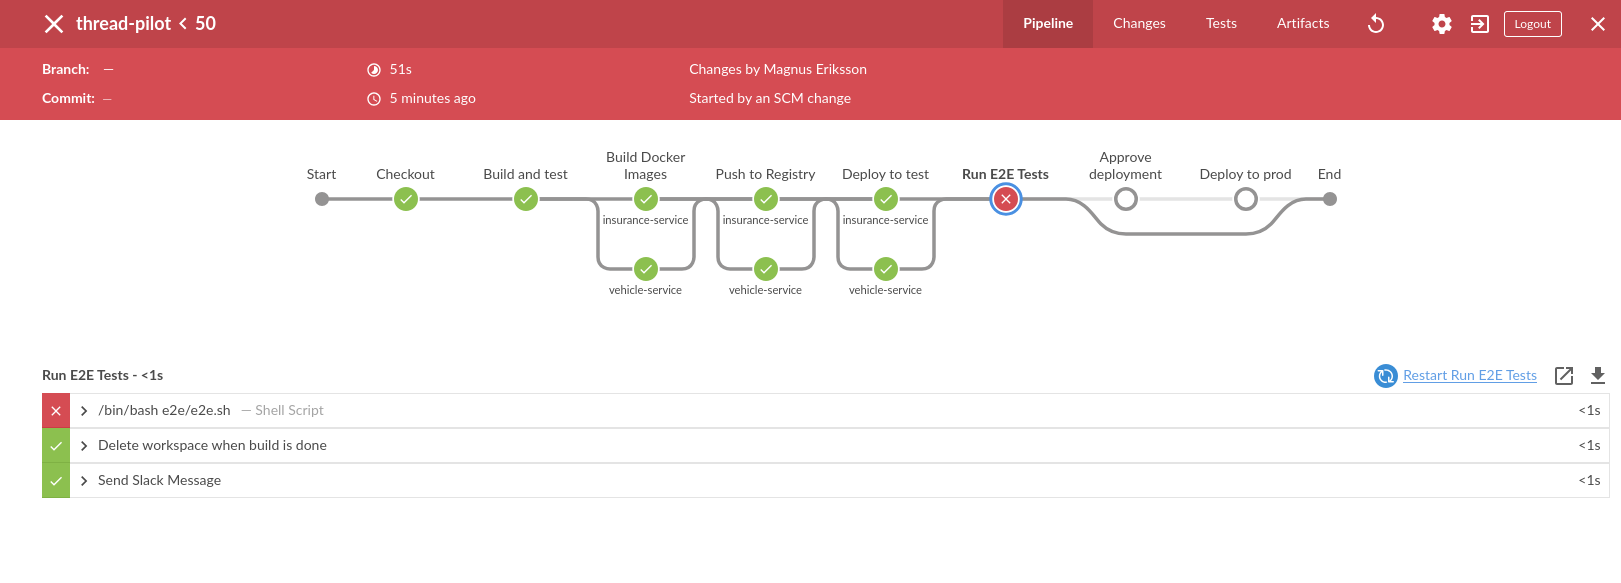 thread-pilot < 50
Pipeline
Changes
Tests
Artifacts
Logout
Branch: —
51s
Changes by Magnus Eriksson
Commit: —
5 minutes ago
Started by an SCM change
Start
Checkout
Build and test
Build Docker
Images
Push to Registry
Deploy to test
Run E2E Tests
Approve
deployment
Deploy to prod
End
insurance-service
insurance-service
insurance-service
vehicle-service
vehicle-service
vehicle-service
Run E2E Tests - <1s
Restart Run E2E Tests
/bin/bash e2e/e2e.sh — Shell Script
<1s
Delete workspace when build is done
<1s
Send Slack Message
<1s